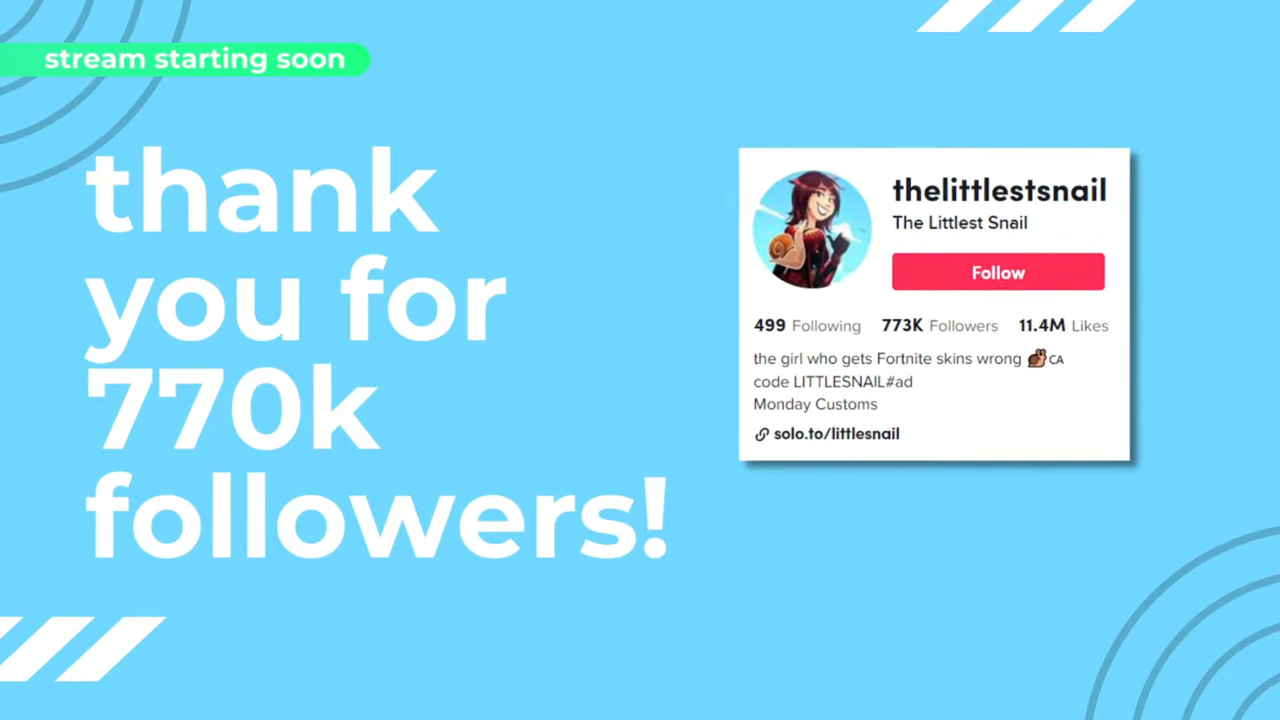 stream starting soon
thank
you for
770k
followers!
thelittlestsnail
The Littlest Snail
Follow
499 Following 773K Followers 11.4M Likes
the girl who gets Fortnite skins wrong 🐌CA
code LITTLESNAIL#ad
Monday Customs
solo.to/littlesnail